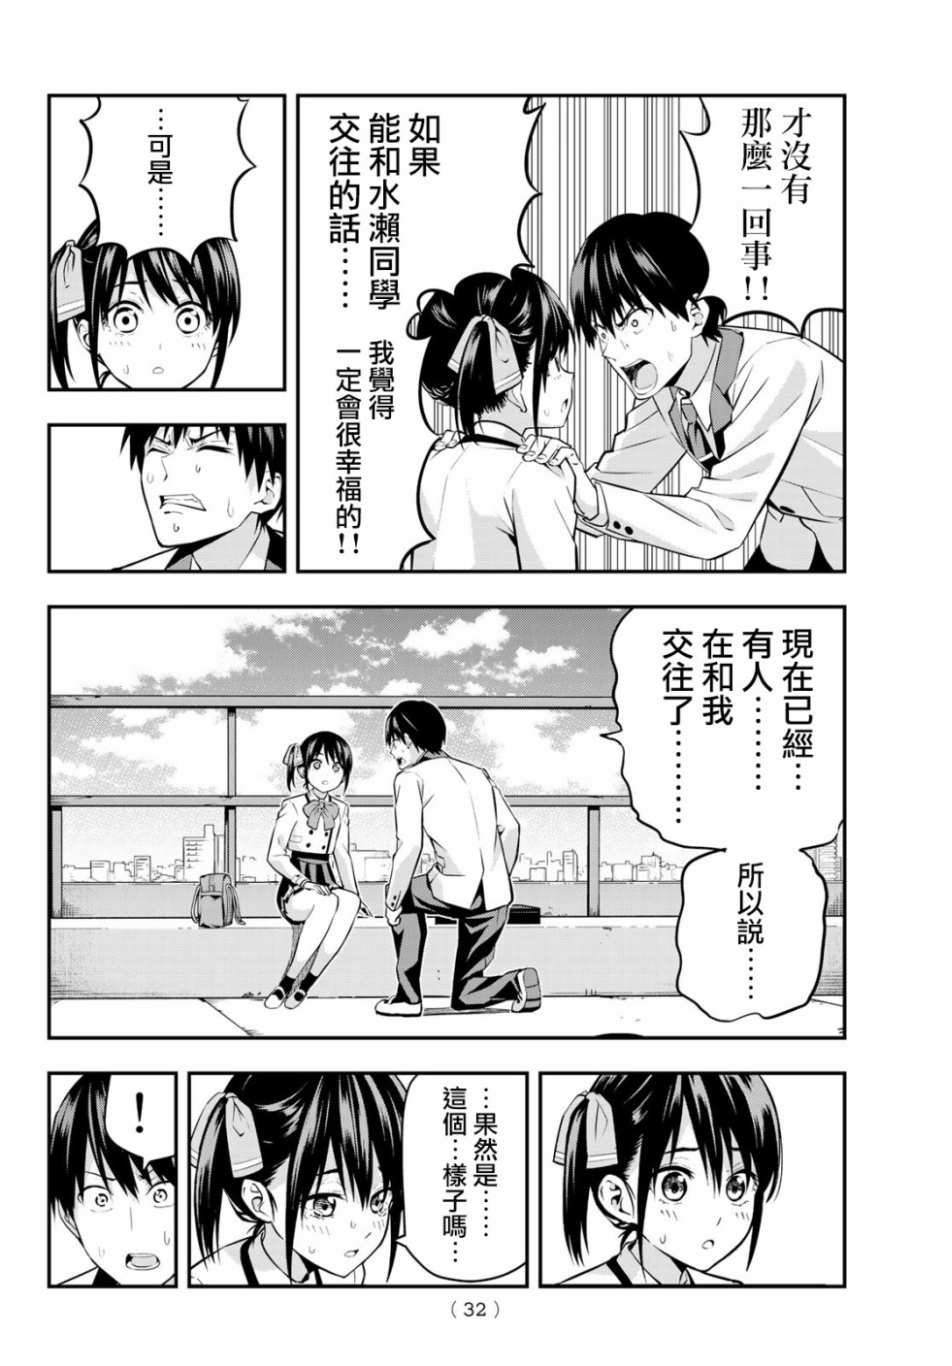 才沒有
那麼一回事!!
如果
能和水瀨同學
交往的話……
我覺得
一定會很幸福的!!
…可是……
現在已經…
有人………
在和我
交往了………
所以說……
…果然是……
這個…樣子嗎…
！
（32）